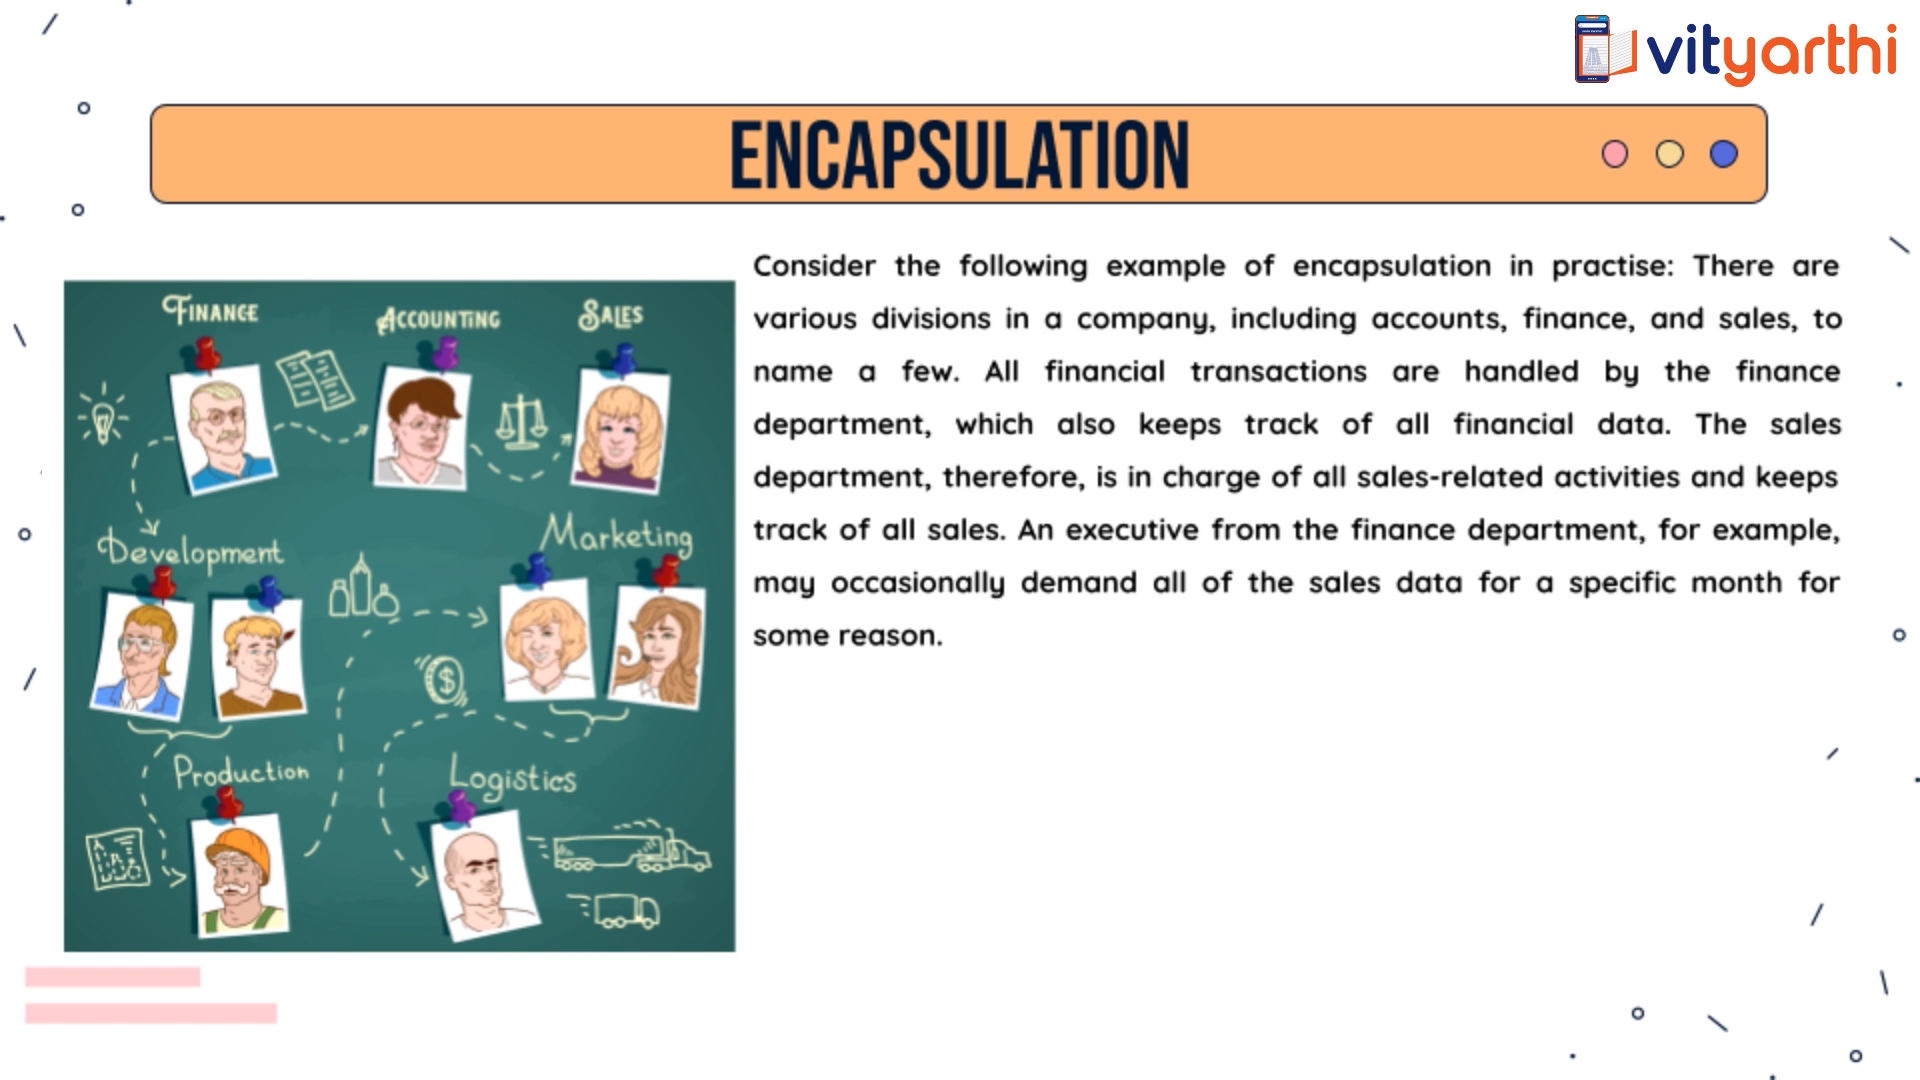 vityarthi
ENCAPSULATION
Consider the following example of encapsulation in practise: There are
various divisions in a company, including accounts, finance, and sales, to
name a few. All financial transactions are handled by the finance
department, which also keeps track of all financial data. The sales
department, therefore, is in charge of all sales-related activities and keeps
track of all sales. An executive from the finance department, for example,
may occasionally demand all of the sales data for a specific month for
some reason.
FINANCE
ACCOUNTING
SALES
Development
Marketing
$
Production
Logistics